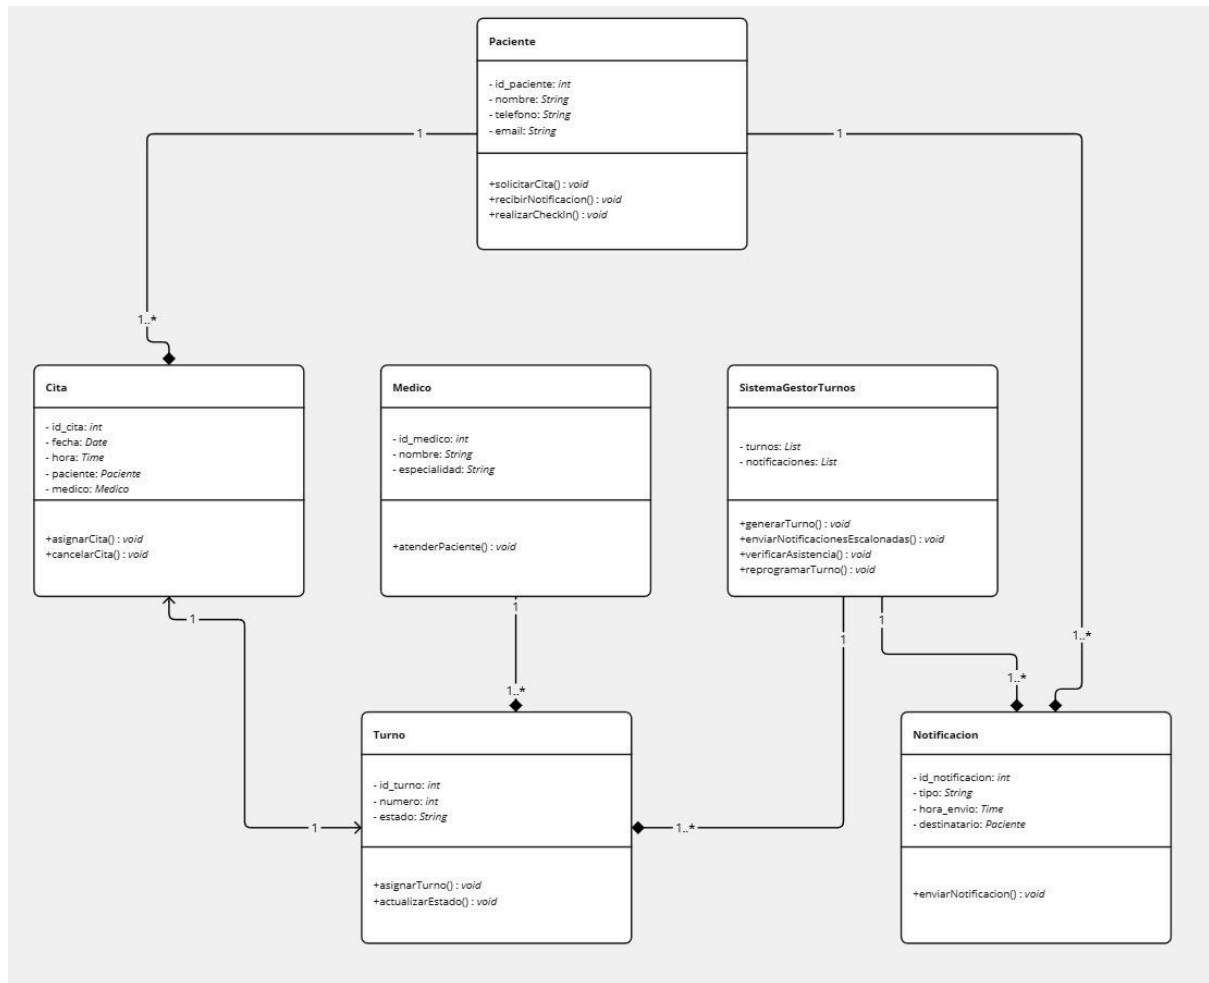 Paciente
- id_paciente: int
- nombre: String
- telefono: String
- email: String
1
1
+solicitarCita() : void
+recibirNotificacion() : void
+realizarCheckIn() : void
1..*
Cita
- id_cita: int
- fecha: Date
- hora: Time
- paciente: Paciente
- medico: Medico
+asignarCita() : void
+cancelarCita() : void
Medico
- id_medico: int
- nombre: String
- especialidad: String
+atenderPaciente() : void
SistemaGestorTurnos
- turnos: List
- notificaciones: List
+generarTurno() : void
+enviarNotificacionesEscalonadas() : void
+verificarAsistencia() : void
+reprogramarTurno() : void
1
1
1
1
1..*
1..*
1..*
Turno
- id_turno: int
- numero: int
- estado: String
+asignarTurno() : void
+actualizarEstado() : void
1
1..*
Notificacion
- id_notificacion: int
- tipo: String
- hora_envio: Time
- destinatario: Paciente
+enviarNotificacion() : void